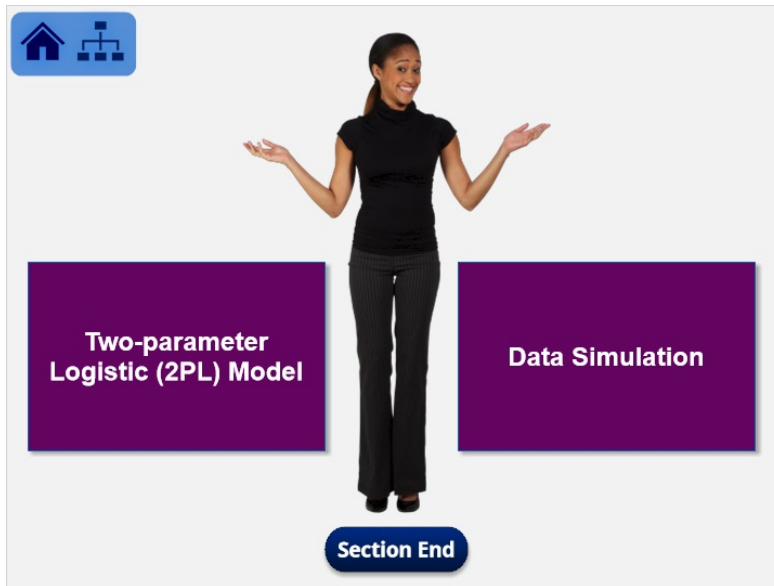 Two-parameter
Logistic (2PL) Model
Data Simulation
Section End